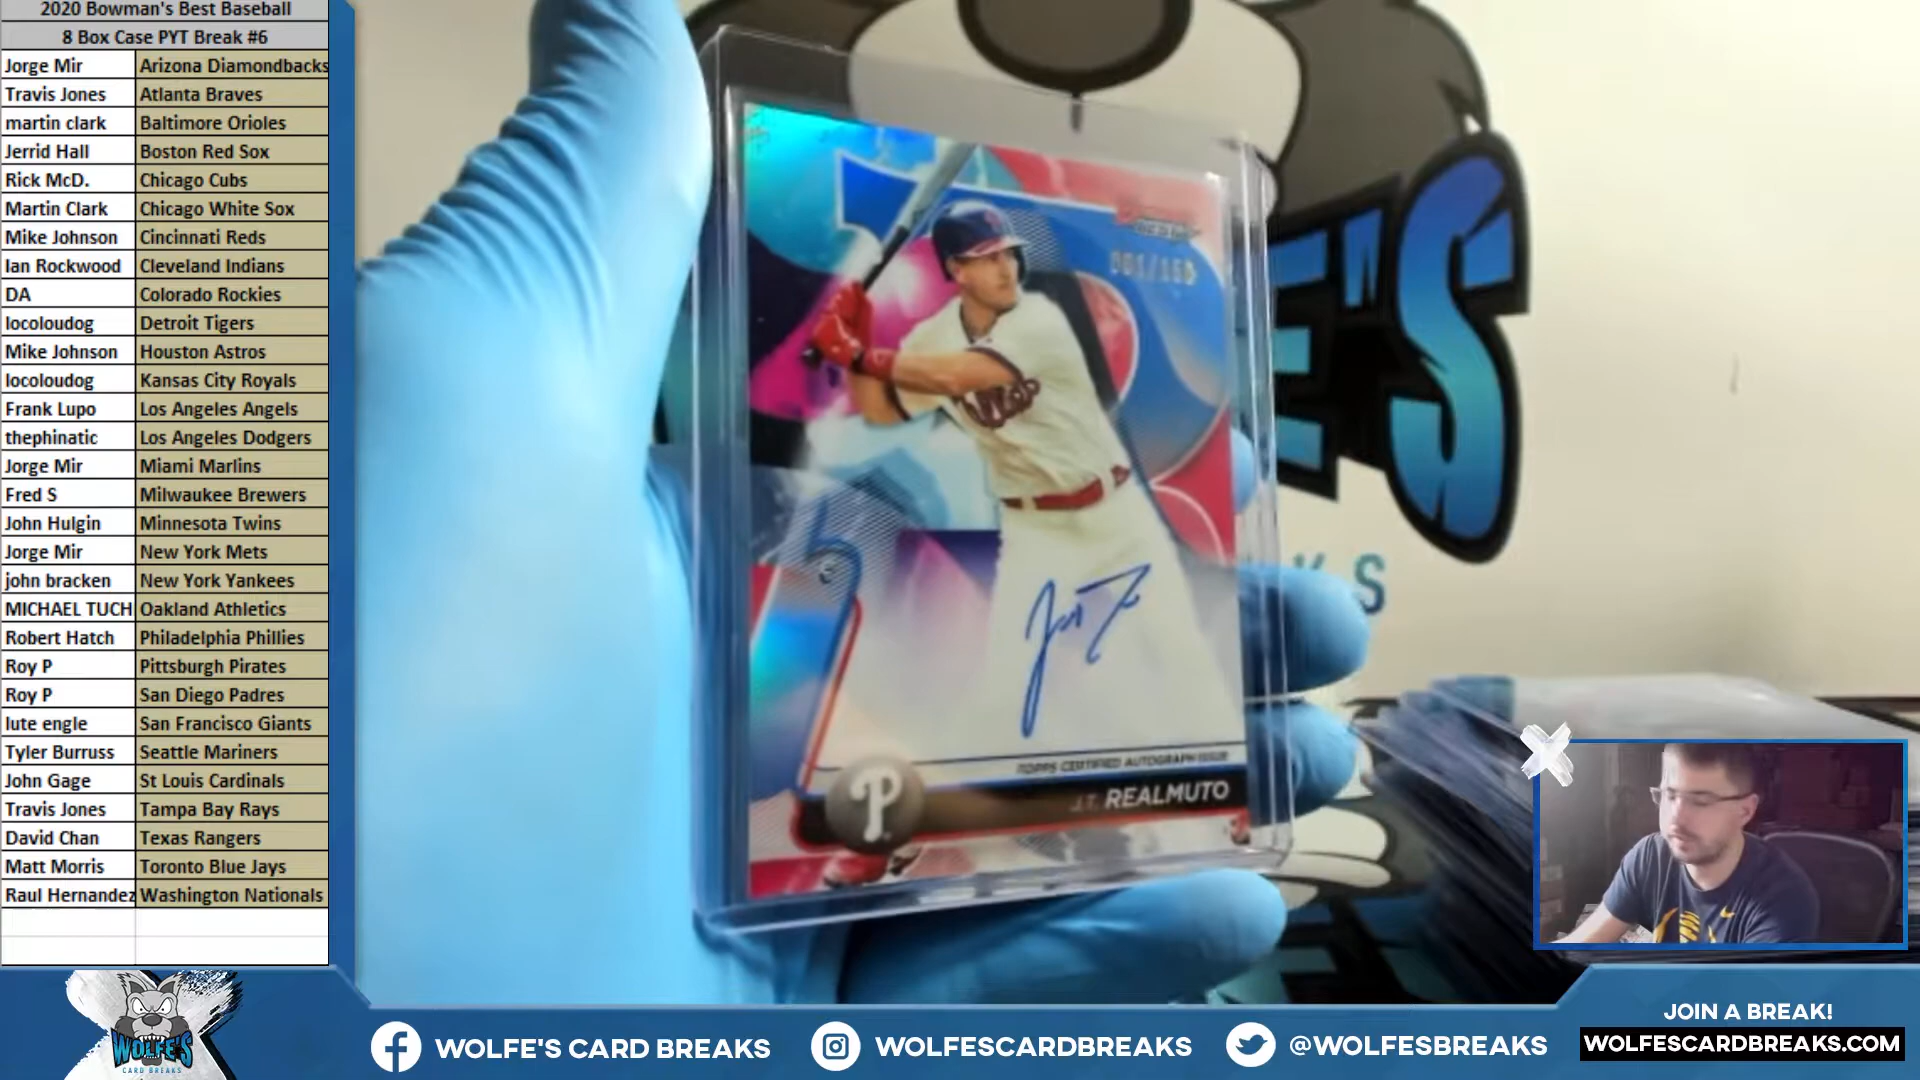 2020 Bowman's Best Baseball
8 Box Case PYT Break #6
Jorge Mir Arizona Diamondbacks
Travis Jones Atlanta Braves
martin clark Baltimore Orioles
Jerrid Hall Boston Red Sox
Rick McD. Chicago Cubs
Martin Clark Chicago White Sox
Mike Johnson Cincinnati Reds
Ian Rockwood Cleveland Indians
DA Colorado Rockies
locoloudog Detroit Tigers
Mike Johnson Houston Astros
locoloudog Kansas City Royals
Frank Lupo Los Angeles Angels
thephinatic Los Angeles Dodgers
Jorge Mir Miami Marlins
Fred S Milwaukee Brewers
John Hulgin Minnesota Twins
Jorge Mir New York Mets
john bracken New York Yankees
MICHAEL TUCH Oakland Athletics
Robert Hatch Philadelphia Phillies
Roy P Pittsburgh Pirates
Roy P San Diego Padres
lute engle San Francisco Giants
Tyler Burruss Seattle Mariners
John Gage St Louis Cardinals
Travis Jones Tampa Bay Rays
David Chan Texas Rangers
Matt Morris Toronto Blue Jays
Raul Hernandez Washington Nationals
E'S
K S
TOPPS CERTIFIED AUTOGRAPH ISSUE
J.T. REALMUTO
P
WOLFE'S
CARD BREAKS
WOLFE'S CARD BREAKS
WOLFESCARDBREAKS
@WOLFESBREAKS
JOIN A BREAK!
WOLFESCARDBREAKS.COM